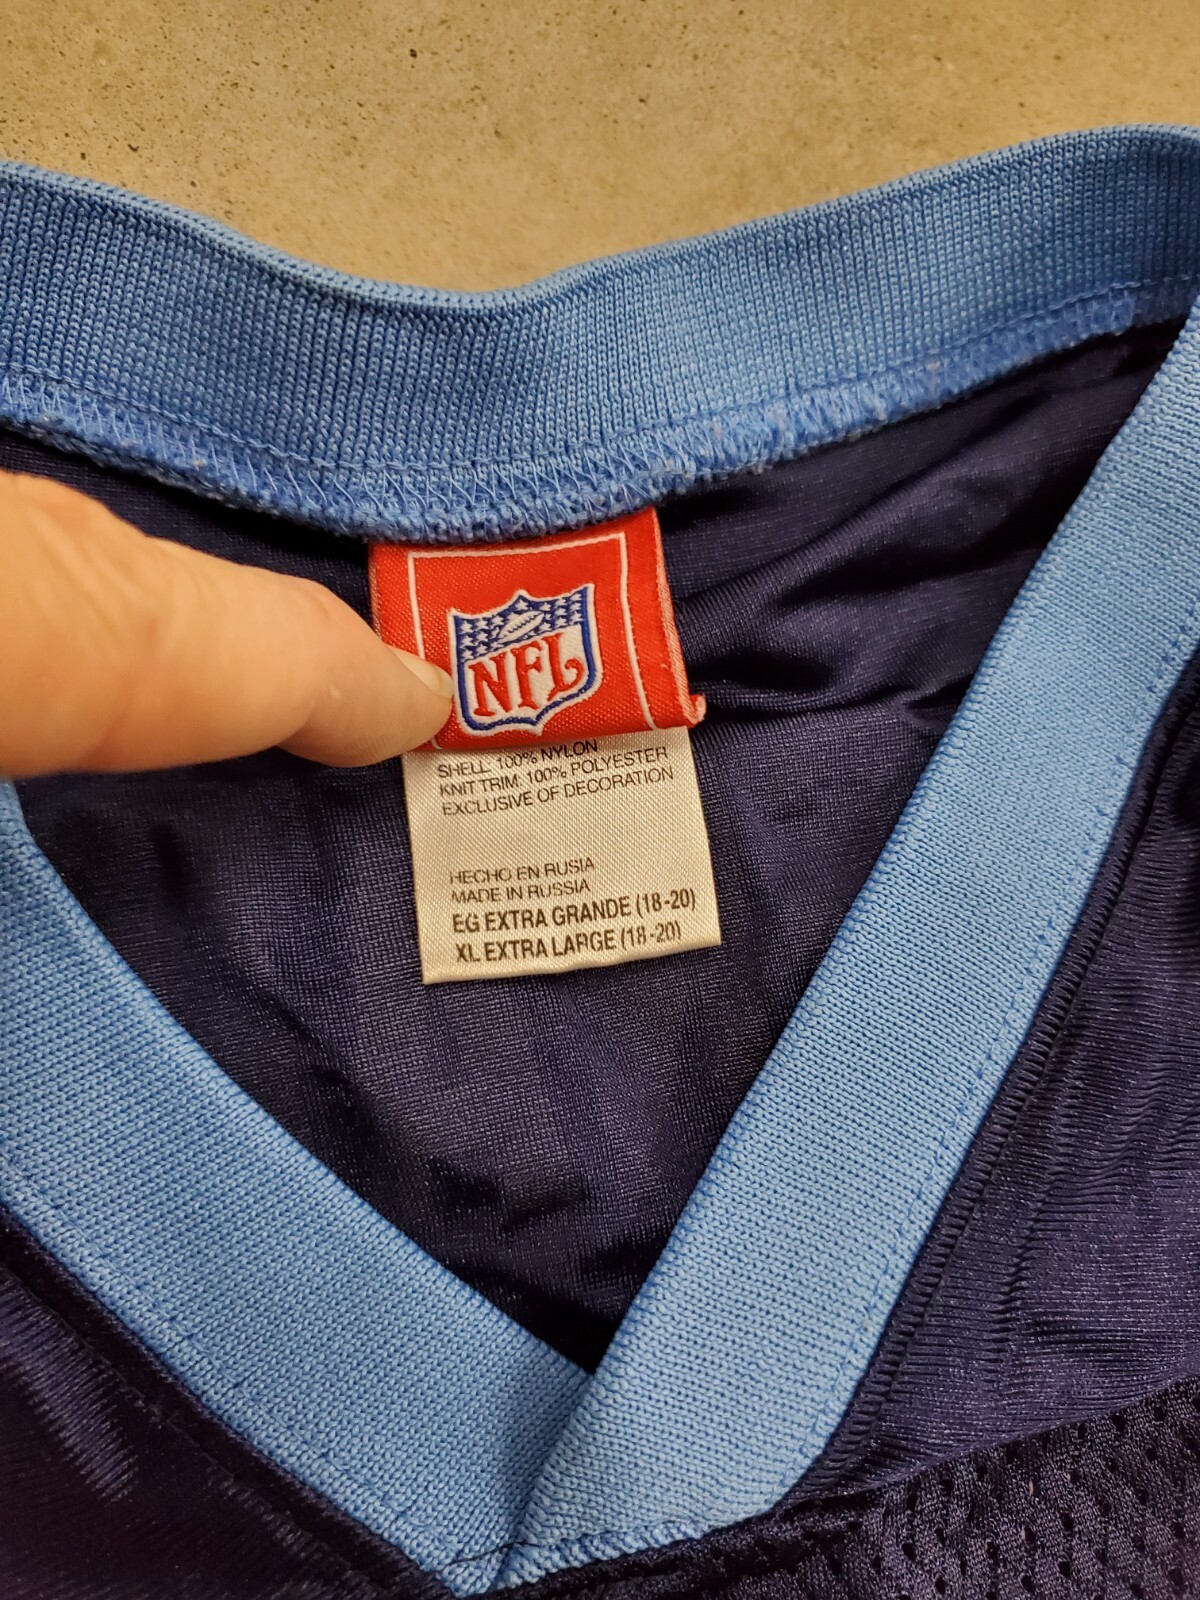 NFL
SHELL 100% NYLON
KNIT TRIM 100% POLYESTER
EXCLUSIVE OF DECORATION
HECHO EN RUSIA
MADE IN RUSSIA
EG EXTRA GRANDE (18-20)
XL EXTRA LARGE (18-20)